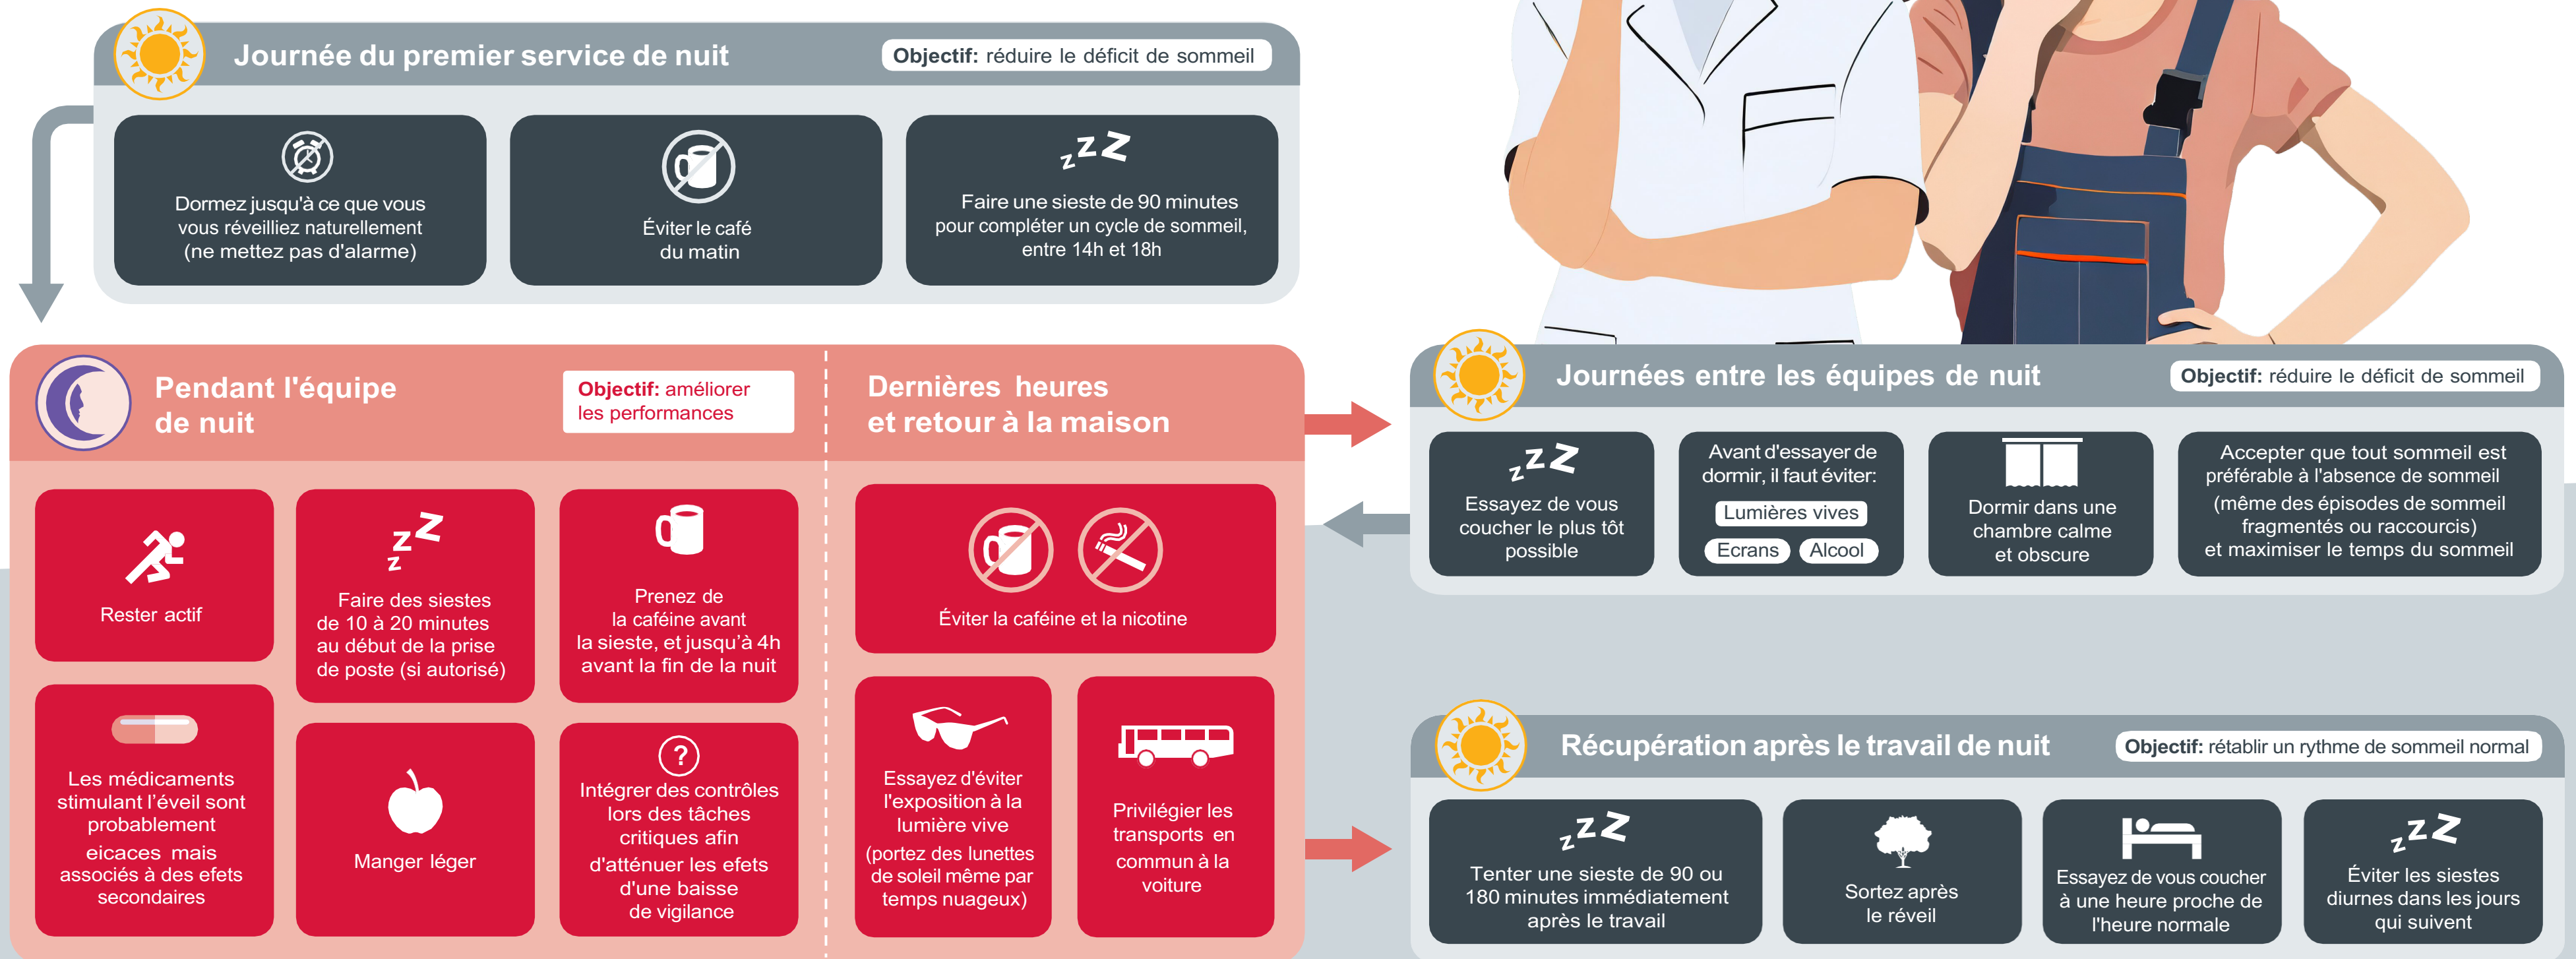 Journée du premier service de nuit
Objectif: réduire le déficit de sommeil
Dormez jusqu'à ce que vous
vous réveilliez naturellement
(ne mettez pas d'alarme)
Éviter le café
du matin
z z Z
Faire une sieste de 90 minutes
pour compléter un cycle de sommeil,
entre 14h et 18h
Pendant l'équipe
de nuit
Objectif: améliorer
les performances
Rester actif
z z Z
Faire des siestes
de 10 à 20 minutes
au début de la prise
de poste (si autorisé)
Prenez de
la caféine avant
la sieste, et jusqu'à 4h
avant la fin de la nuit
Les médicaments
stimulant l'éveil sont
probablement
eicaces mais
associés à des efets
secondaires
Manger léger
?
Intégrer des contrôles
lors des tâches
critiques afin
d'atténuer les efets
d'une baisse
de vigilance
Dernières heures
et retour à la maison
Éviter la caféine et la nicotine
Essayez d'éviter
l'exposition à la
lumière vive
(portez des lunettes
de soleil même par
temps nuageux)
Privilégier les
transports en
commun à la
voiture
Journées entre les équipes de nuit
Objectif: réduire le déficit de sommeil
z z Z
Essayez de vous
coucher le plus tôt
possible
Avant d'essayer de
dormir, il faut éviter:
Lumières vives
Ecrans Alcool
Dormir dans une
chambre calme
et obscure
Accepter que tout sommeil est
préférable à l'absence de sommeil
(même des épisodes de sommeil
fragmentés ou raccourcis)
et maximiser le temps du sommeil
Récupération après le travail de nuit
Objectif: rétablir un rythme de sommeil normal
z z Z
Tenter une sieste de 90 ou
180 minutes immédiatement
après le travail
Sortez après
le réveil
Essayez de vous coucher
à une heure proche de
l'heure normale
z z Z
Éviter les siestes
diurnes dans les jours
qui suivent